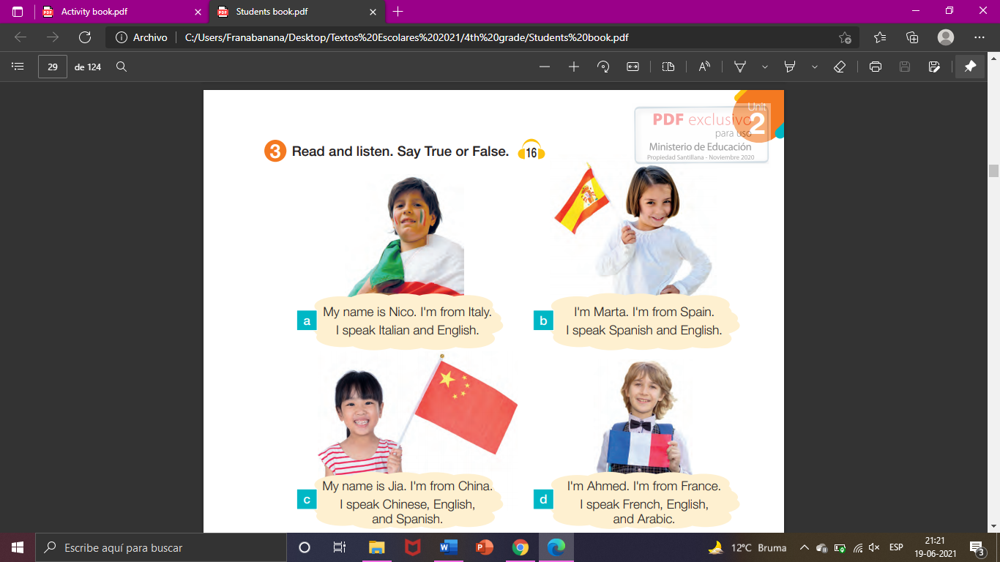 Activity book.pdf
Students book.pdf
Archivo
C:/Users/Franabanana/Desktop/Textos%20Escolares%202021/4th%20grade/Students%20book.pdf
29 de 124
Unit
2
PDF exclusivo
para uso
Ministerio de Educación
Propiedad Santillana - Noviembre 2020
3 Read and listen. Say True or False. 16
a
My name is Nico. I'm from Italy.
I speak Italian and English.
b
I'm Marta. I'm from Spain.
I speak Spanish and English.
c
My name is Jia. I'm from China.
I speak Chinese, English,
and Spanish.
d
I'm Ahmed. I'm from France.
I speak French, English,
and Arabic.
Escribe aquí para buscar
12°C Bruma
ESP
21:21
19-06-2021
3